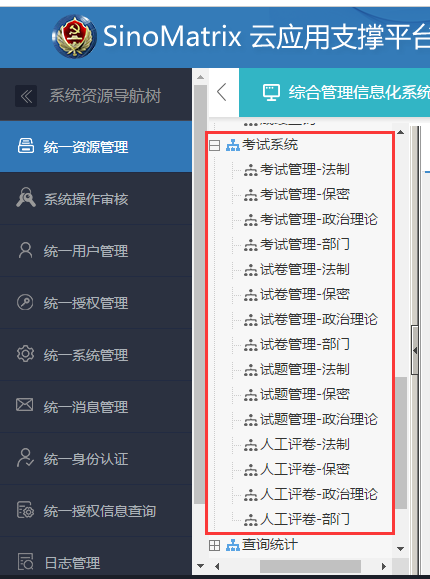 SinoMatrix 云应用支撑平台
系统资源导航树
综合管理信息化系统
统一资源管理
系统操作审核
统一用户管理
统一授权管理
统一系统管理
统一消息管理
统一身份认证
统一授权信息查询
日志管理
考试系统
考试管理-法制
考试管理-保密
考试管理-政治理论
考试管理-部门
试卷管理-法制
试卷管理-保密
试卷管理-政治理论
试卷管理-部门
试题管理-法制
试题管理-保密
试题管理-政治理论
人工评卷-法制
人工评卷-保密
人工评卷-政治理论
人工评卷-部门
查询统计